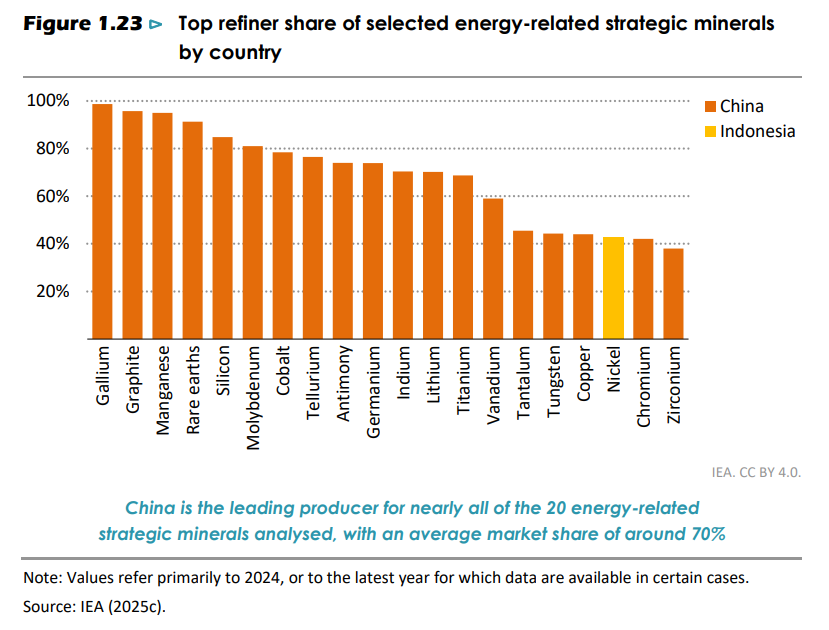 Figure 1.23 ⊳ Top refiner share of selected energy-related strategic minerals
by country
100%
80%
60%
40%
20%
China
Indonesia
Gallium
Graphite
Manganese
Rare earths
Silicon
Molybdenum
Cobalt
Tellurium
Antimony
Germanium
Indium
Lithium
Titanium
Vanadium
Tantalum
Tungsten
Copper
Nickel
Chromium
Zirconium
IEA. CC BY 4.0.
China is the leading producer for nearly all of the 20 energy-related
strategic minerals analysed, with an average market share of around 70%
Note: Values refer primarily to 2024, or to the latest year for which data are available in certain cases.
Source: IEA (2025c).